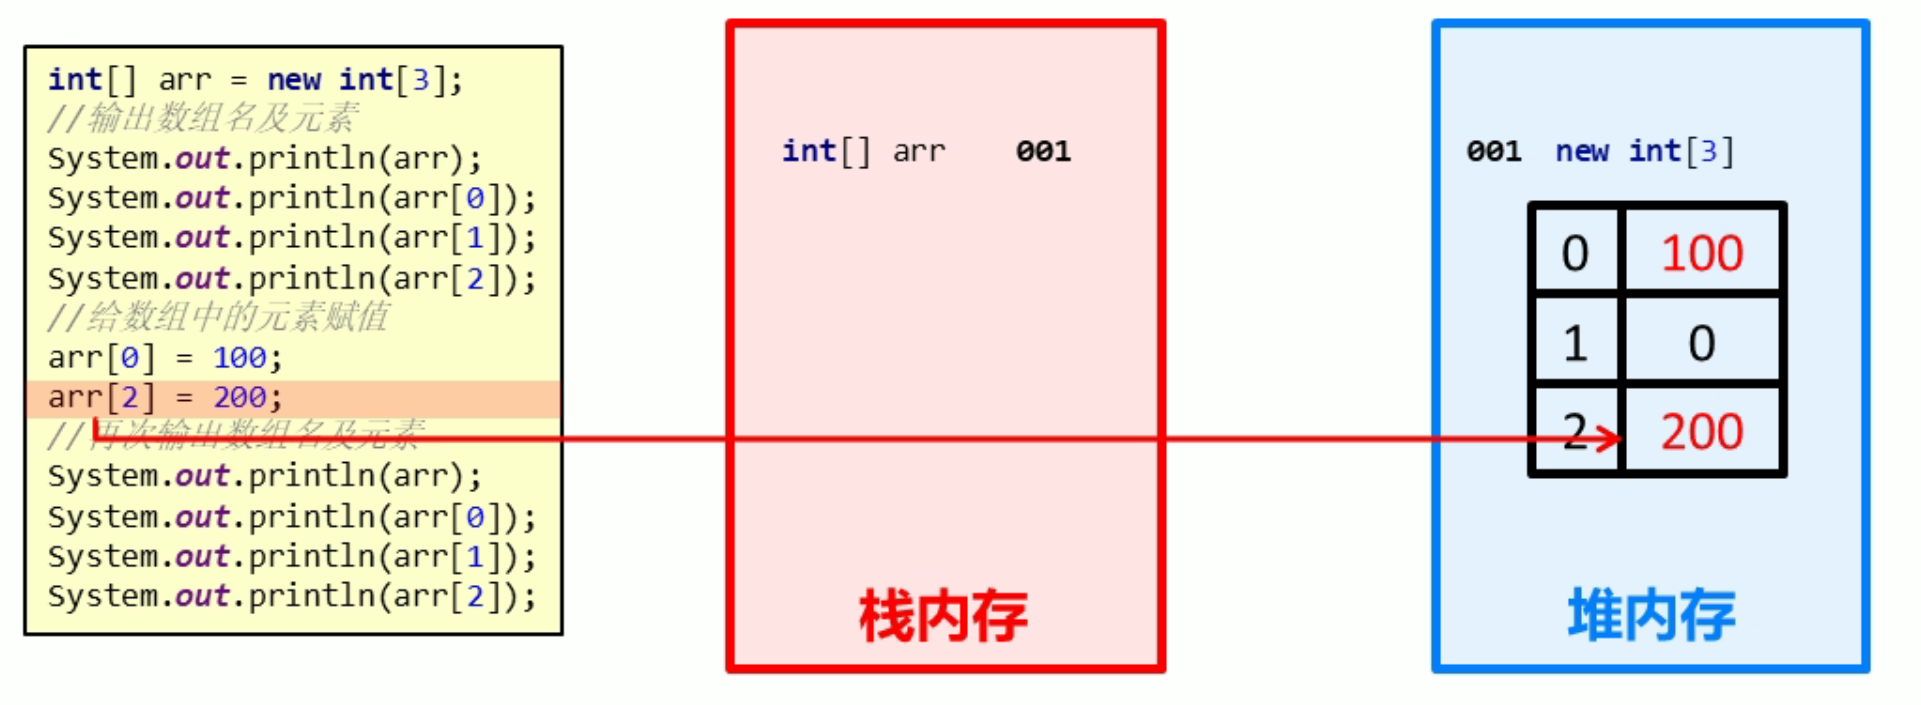 int[] arr = new int[3];
//输出数组名及元素
System.out.println(arr);
System.out.println(arr[0]);
System.out.println(arr[1]);
System.out.println(arr[2]);
//给数组中的元素赋值
arr[0] = 100;
arr[2] = 200;
//再次输出数组名及元素
System.out.println(arr);
System.out.println(arr[0]);
System.out.println(arr[1]);
System.out.println(arr[2]);
int[] arr 001
栈内存
001 new int[3]
0 100
1 0
2 200
堆内存